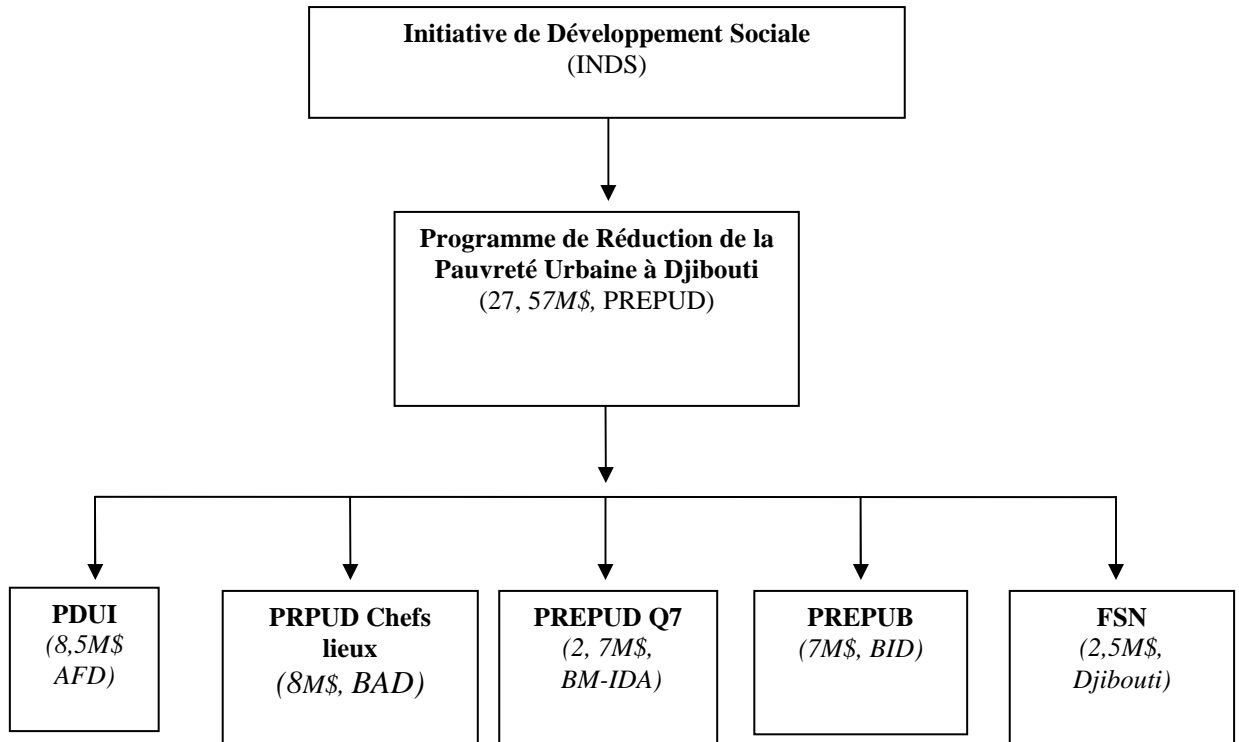 Initiative de Développement Sociale
(INDS)
Programme de Réduction de la
Pauvreté Urbaine à Djibouti
(27, 57M$, PREPUD)
PDUI
(8,5M$
AFD)
PRPUD Chefs
lieux
(8M$, BAD)
PREPUD Q7
(2, 7M$,
BM-IDA)
PREPUB
(7M$, BID)
FSN
(2,5M$,
Djibouti)